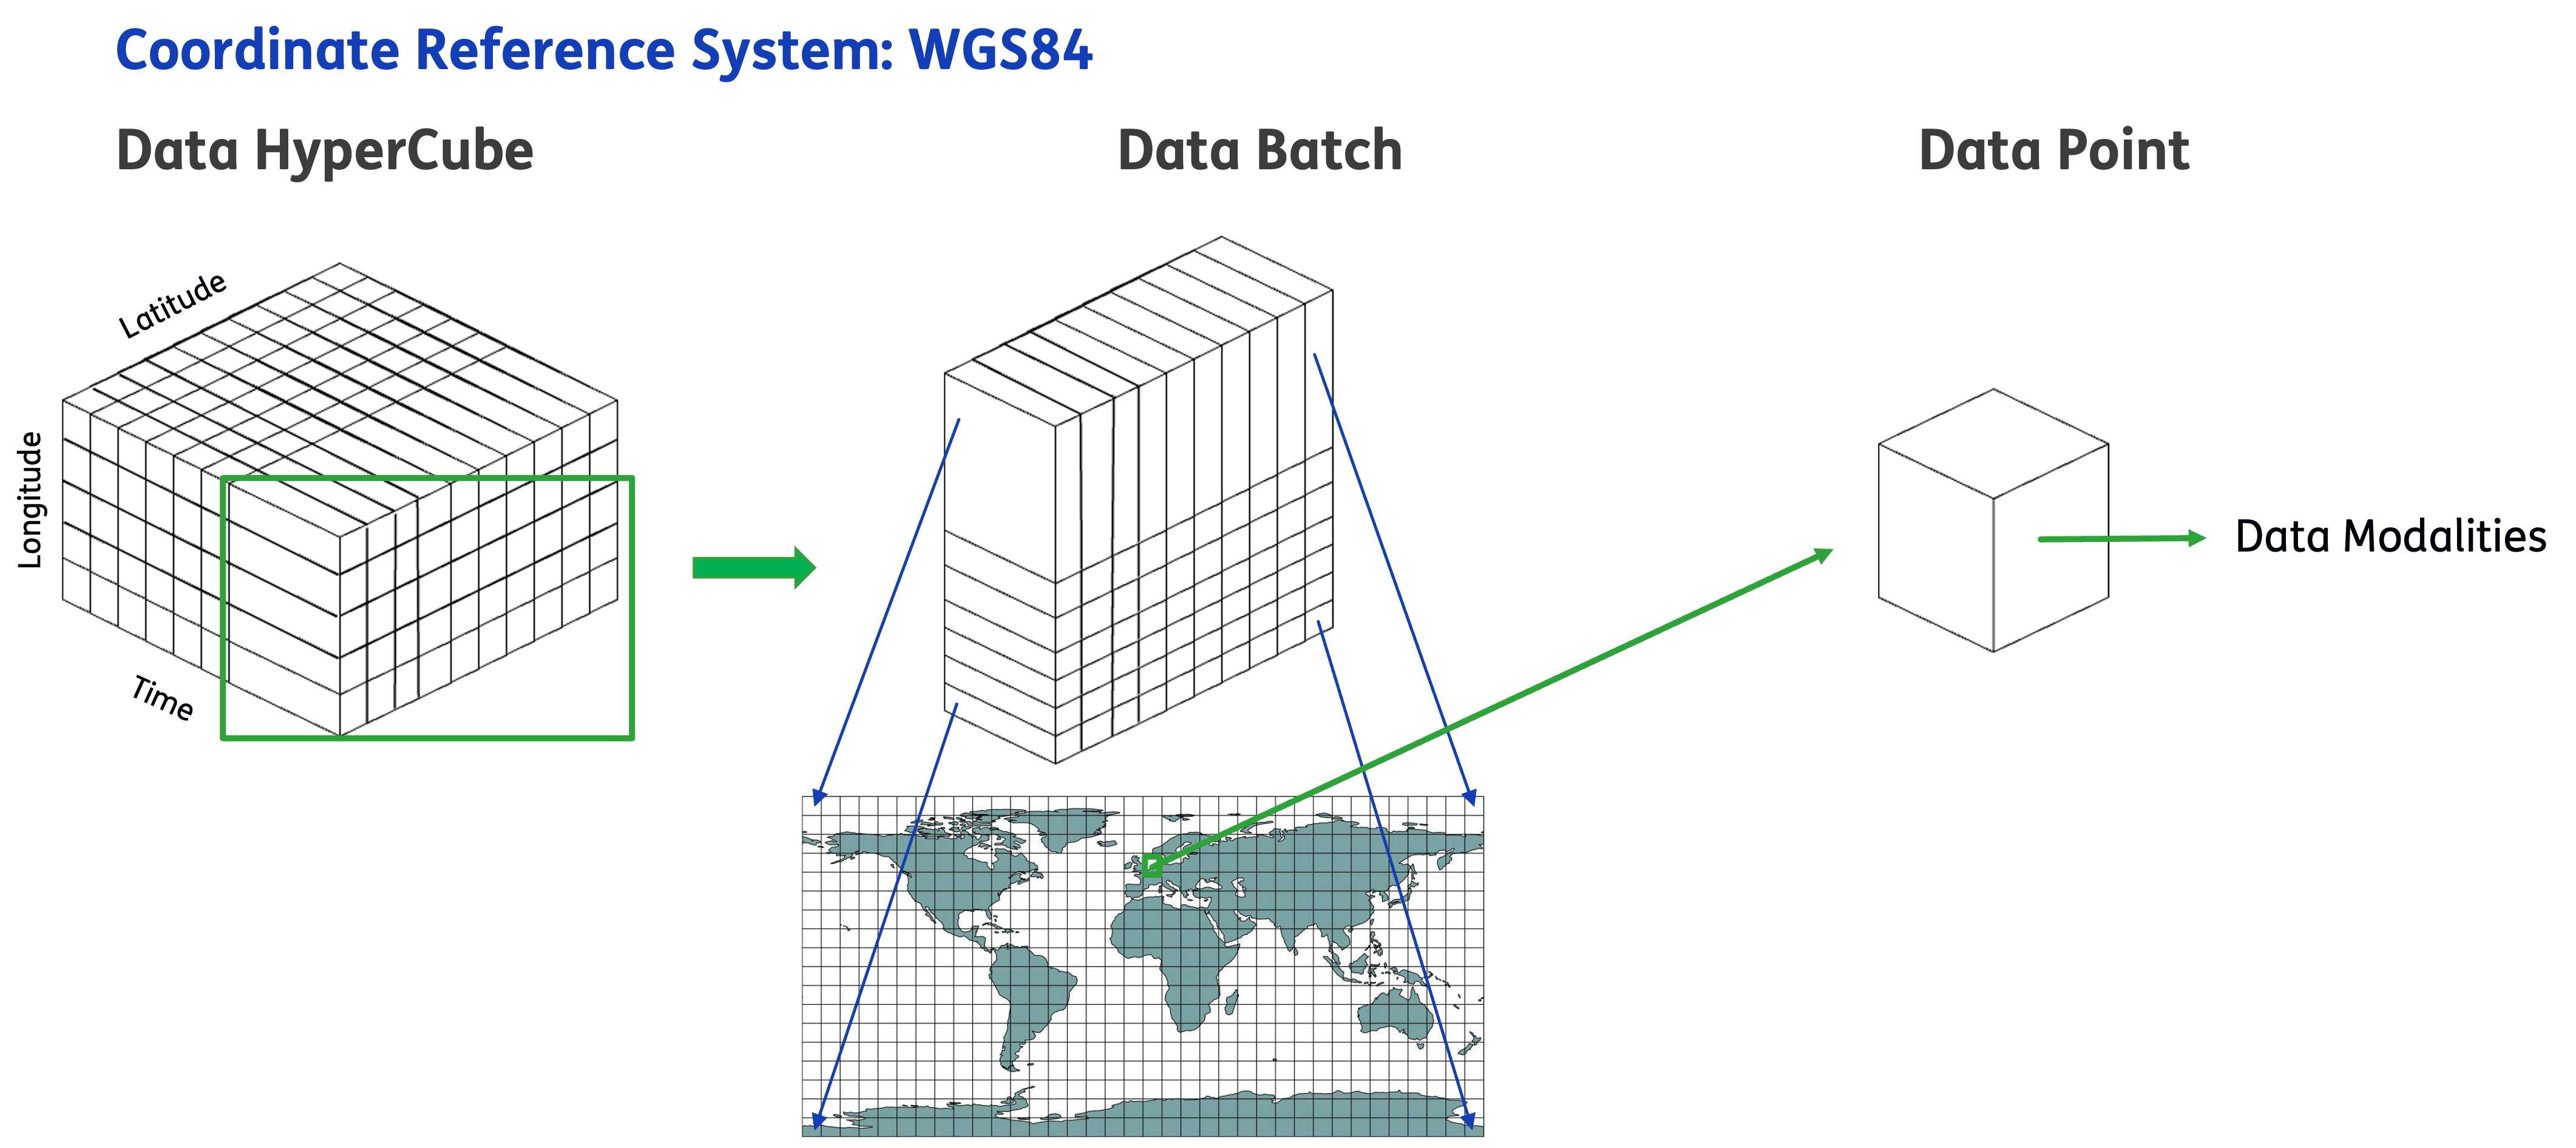 Coordinate Reference System: WGS84
Data HyperCube
Data Batch
Data Point
Latitude
Longitude
Time
Data Modalities